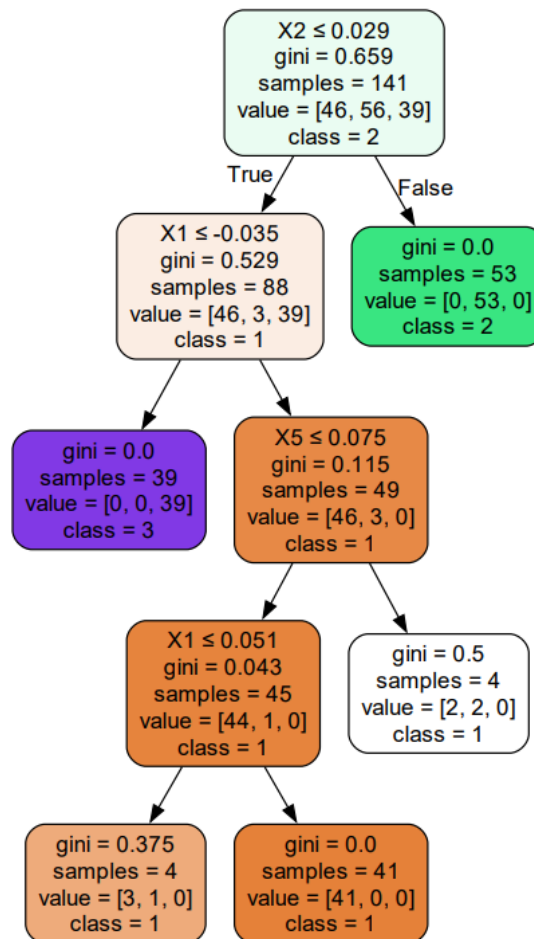 X2 ≤ 0.029
gini = 0.659
samples = 141
value = [46, 56, 39]
class = 2
True
False
X1 ≤ -0.035
gini = 0.529
samples = 88
value = [46, 3, 39]
class = 1
gini = 0.0
samples = 53
value = [0, 53, 0]
class = 2
gini = 0.0
samples = 39
value = [0, 0, 39]
class = 3
X5 ≤ 0.075
gini = 0.115
samples = 49
value = [46, 3, 0]
class = 1
X1 ≤ 0.051
gini = 0.043
samples = 45
value = [44, 1, 0]
class = 1
gini = 0.5
samples = 4
value = [2, 2, 0]
class = 1
gini = 0.375
samples = 4
value = [3, 1, 0]
class = 1
gini = 0.0
samples = 41
value = [41, 0, 0]
class = 1